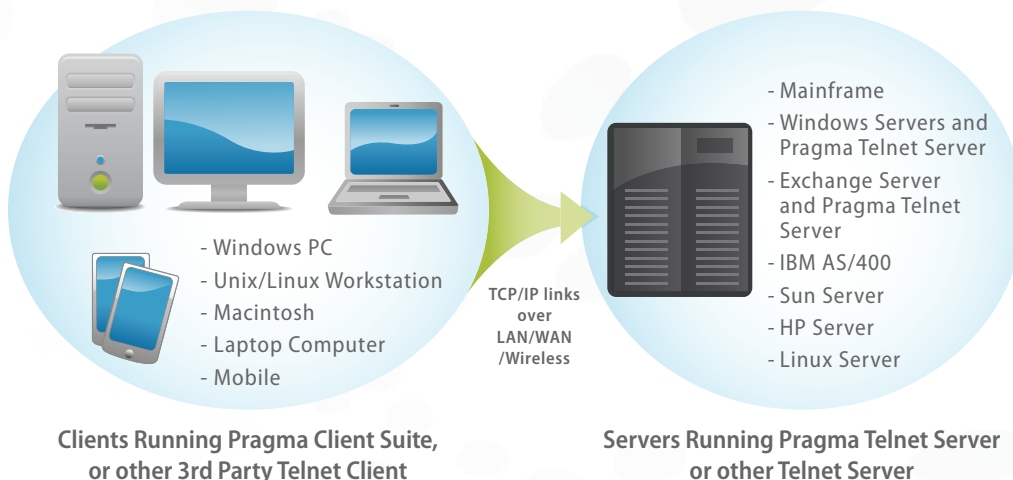 - Windows PC
- Unix/Linux Workstation
- Macintosh
- Laptop Computer
- Mobile
Clients Running Pragma Client Suite,
or other 3rd Party Telnet Client
TCP/IP links
over
LAN/WAN
/Wireless
- Mainframe
- Windows Servers and
Pragma Telnet Server
- Exchange Server
and Pragma Telnet
Server
- IBM AS/400
- Sun Server
- HP Server
- Linux Server
Servers Running Pragma Telnet Server
or other Telnet Server